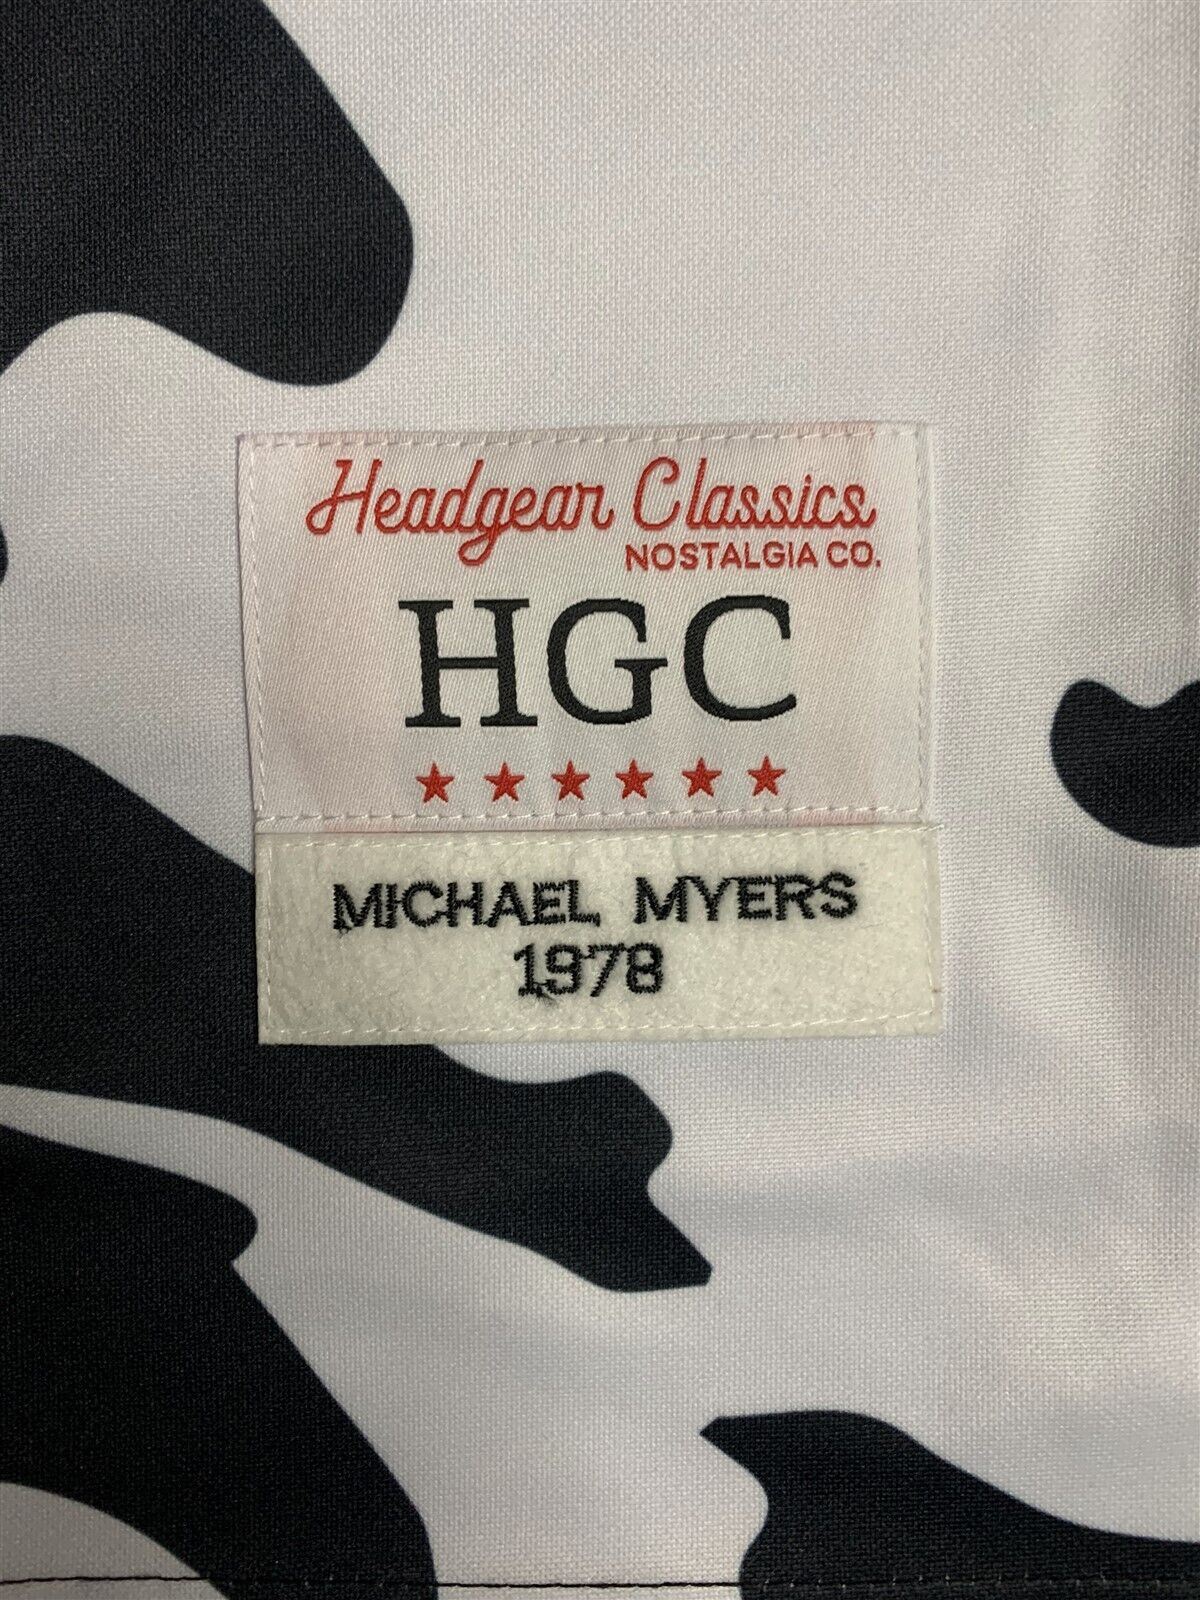 Headgear Classics
NOSTALGIA CO.
HGC
MICHAEL MYERS
1978